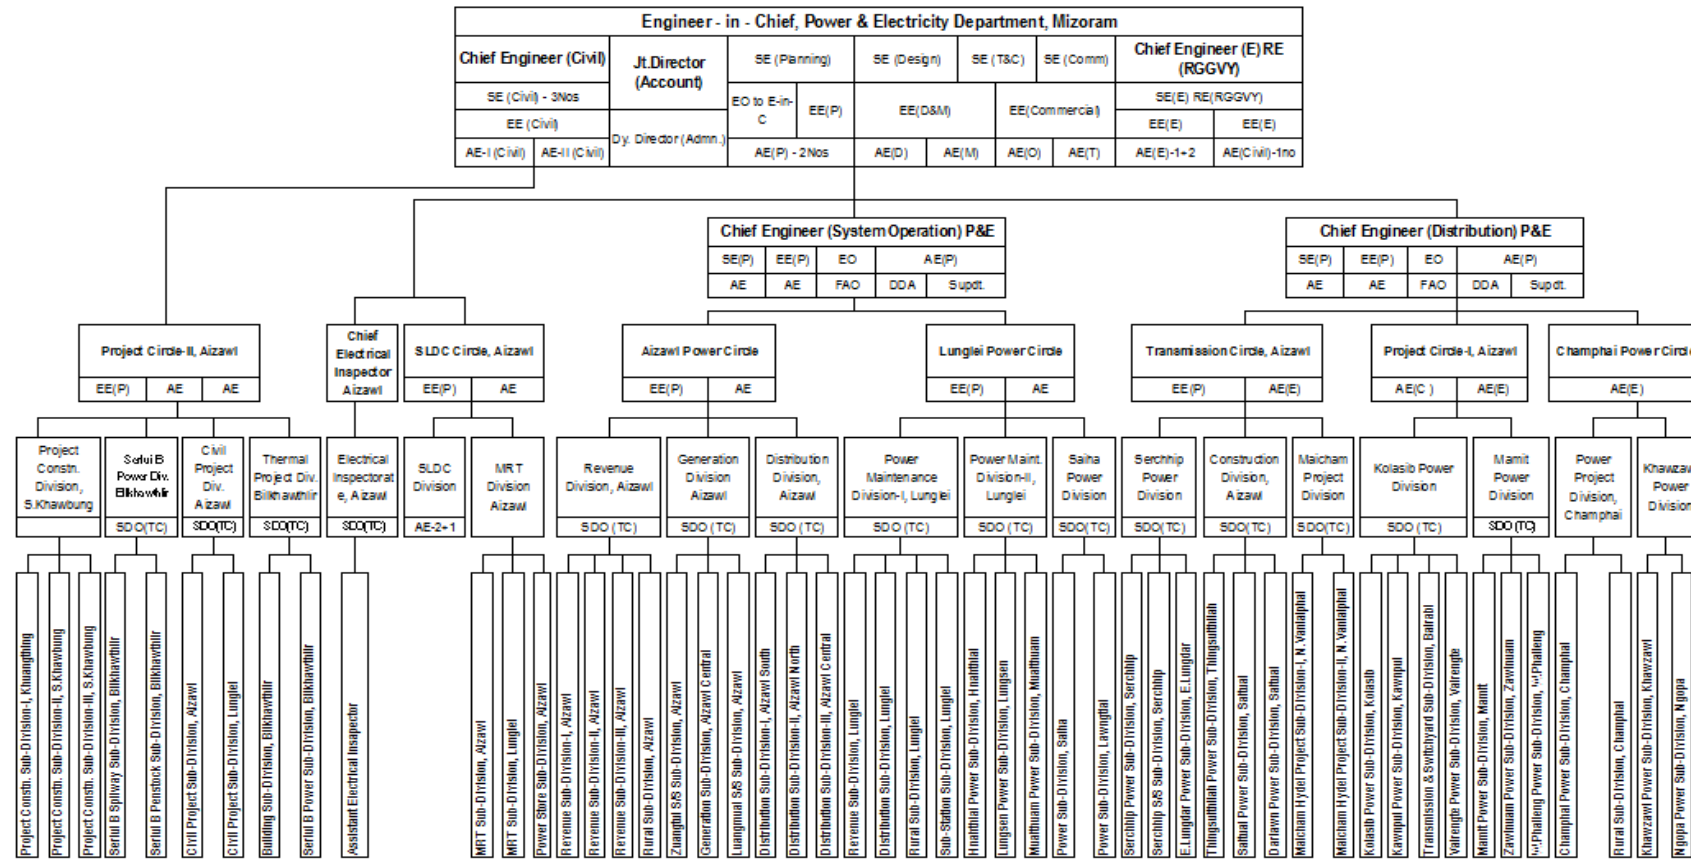 Engineer - in - Chief, Power & Electricity Department, Mizoram
Chief Engineer (Civil)
Jt.Director
(Account)
SE (Planning)
SE (Design)
SE (T&C)
SE (Comm)
Chief Engineer (E) RE
(RGGVY)
SE (Civil) - 3Nos
EO to E-in-
C
EE(P)
EE(D&M)
EE(Commercial)
SE(E) RE(RGGVY)
EE (Civil)
Dy. Director (Admn.)
EE(E)
EE(E)
AE-I (Civil)
AE-II (Civil)
AE(P) - 2Nos
AE(D)
AE(M)
AE(O)
AE(T)
AE(E)-1+2
AE(Civil)-1no
Chief Engineer (System Operation) P&E
SE(P)
EE(P)
EO
AE(P)
AE
AE
FAO
DDA
Supdt.
Chief Engineer (Distribution) P&E
SE(P)
EE(P)
EO
AE(P)
AE
AE
FAO
DDA
Supdt.
Project Circle-II, Aizawl
EE(P)
AE
AE
Chief
Electrical
Inspector
Aizawl
SLDC Circle, Aizawl
EE(P)
AE
Aizawl Power Circle
EE(P)
AE
Lunglei Power Circle
EE(P)
AE
Transmission Circle, Aizawl
EE(P)
AE(E)
Project Circle-I, Aizawl
AE(C )
AE(E)
Champhai Power Circle
AE(E)
Project
Constn.
Division,
S.Khawbung
Serlui B
Power Div.
Bilkhawthlir
SDO(TC)
Civil
Project
Div.
Aizawl
SDO(TC)
Thermal
Project Div.
Bilkhawthlir
SDO(TC)
Electrical
Inspectorat
e, Aizawl
SDO(TC)
SLDC
Division
AE-2+1
MRT
Division
Aizawl
Revenue
Division, Aizawl
SDO (TC)
Generation
Division
Aizawl
SDO (TC)
Distribution
Division,
Aizawl
SDO (TC)
Power
Maintenance
Division-I, Lunglei
SDO (TC)
Power Maint.
Division-II,
Lunglei
SDO (TC)
Saiha
Power
Division
SDO(TC)
Serchhip
Power
Division
SDO(TC)
Construction
Division,
Aizawl
SDO (TC)
Maicham
Project
Division
SDO(TC)
Kolasib Power
Division
SDO (TC)
Mamit
Power
Division
SDO (TC)
Power
Project
Division,
Champhai
Khawzawl
Power
Division
Project Constn. Sub-Division-I, Khuangthing
Project Constn. Sub-Division-II, S.Khawbung
Project Constn. Sub-Division-III, S.Khawbung
Serlui B Spillway Sub-Division, Bilkhawthlir
Serlui B Penstock Sub-Division, Bilkhawthlir
Civil Project Sub-Division, Aizawl
Civil Project Sub-Division, Lunglei
Building Sub-Division, Bilkhawthlir
Serlui B Power Sub-Division, Bilkhawthlir
Assistant Electrical Insapector
MRT Sub-Division, Aizawl
MRT Sub-Division, Lunglei
Power Store Sub-Division, Aizawl
Revenue Sub-Division-I, Aizawl
Revenue Sub-Division-II, Aizawl
Revenue Sub-Division-III, Aizawl
Rural Sub-Division, Aizawl
Zuangtui S/S Sub-Division, Aizawl
Generation Sub-Division, Aizawl Central
Luangmual S/S Sub-Division, Aizawl
Distribution Sub-Division-I, Aizawl South
Distribution Sub-Division-II, Aizawl North
Distribution Sub-Division-III, Aizawl Central
Revenue Sub-Division, Lunglei
Distribution Sub-Division, Lunglei
Rural Sub-Division, Lunglei
Sub-Station Sub-Division, Lunglei
Hnahthial Power Sub-Division, Hnahthial
Lungsen Power Sub-Division, Lungsen
Mualthuam Power Sub-Division, Mualthuam
Power Sub-Division, Saiha
Power Sub-Division, Lawngtlai
Serchhip Power Sub-Division, Serchhip
Serchhip S/S Sub-Division, Serchhip
E.Lungdar Power Sub-Division, E.Lungdar
Thingsulthliah Power Sub-Division, Thingsulthliah
Saitual Power Sub-Division, Saitual
Darlawn Power Sub-Division, Saitual
Maicham Hydel Project Sub-Division-I, N. Vanlaiphai
Maicham Hydel Project Sub-Division-II, N. Vanlaiphai
Kolasib Power Sub-Division, Kolasib
Kawnpui Power Sub-Division, Kawnpui
Transmission & Switchyard Sub-Division, Bairabi
Vairengte Power Sub-Division, Vairengte
Mamit Power Sub-Division, Mamit
Zawlnuam Power Sub-Division, Zawlnuam
W.Phaileng Power Sub-Division, W.Phaileng
Champhai Power Sub-Division, Champhai
Rural Sub-Division, Champhai
Khawzawl Power Sub-Division, Khawzawl
Ngopa Power Sub-Division, Ngopa